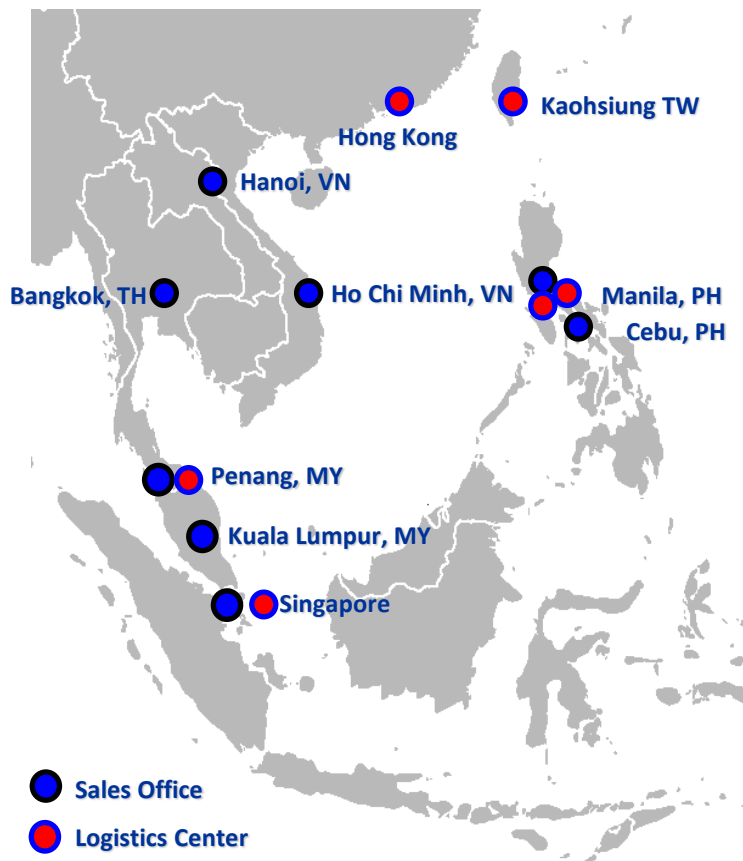 Kaohsiung TW
Hong Kong
Hanoi, VN
Bangkok, TH
Ho Chi Minh, VN
Manila, PH
Cebu, PH
Penang, MY
Kuala Lumpur, MY
Singapore
Sales Office
Logistics Center